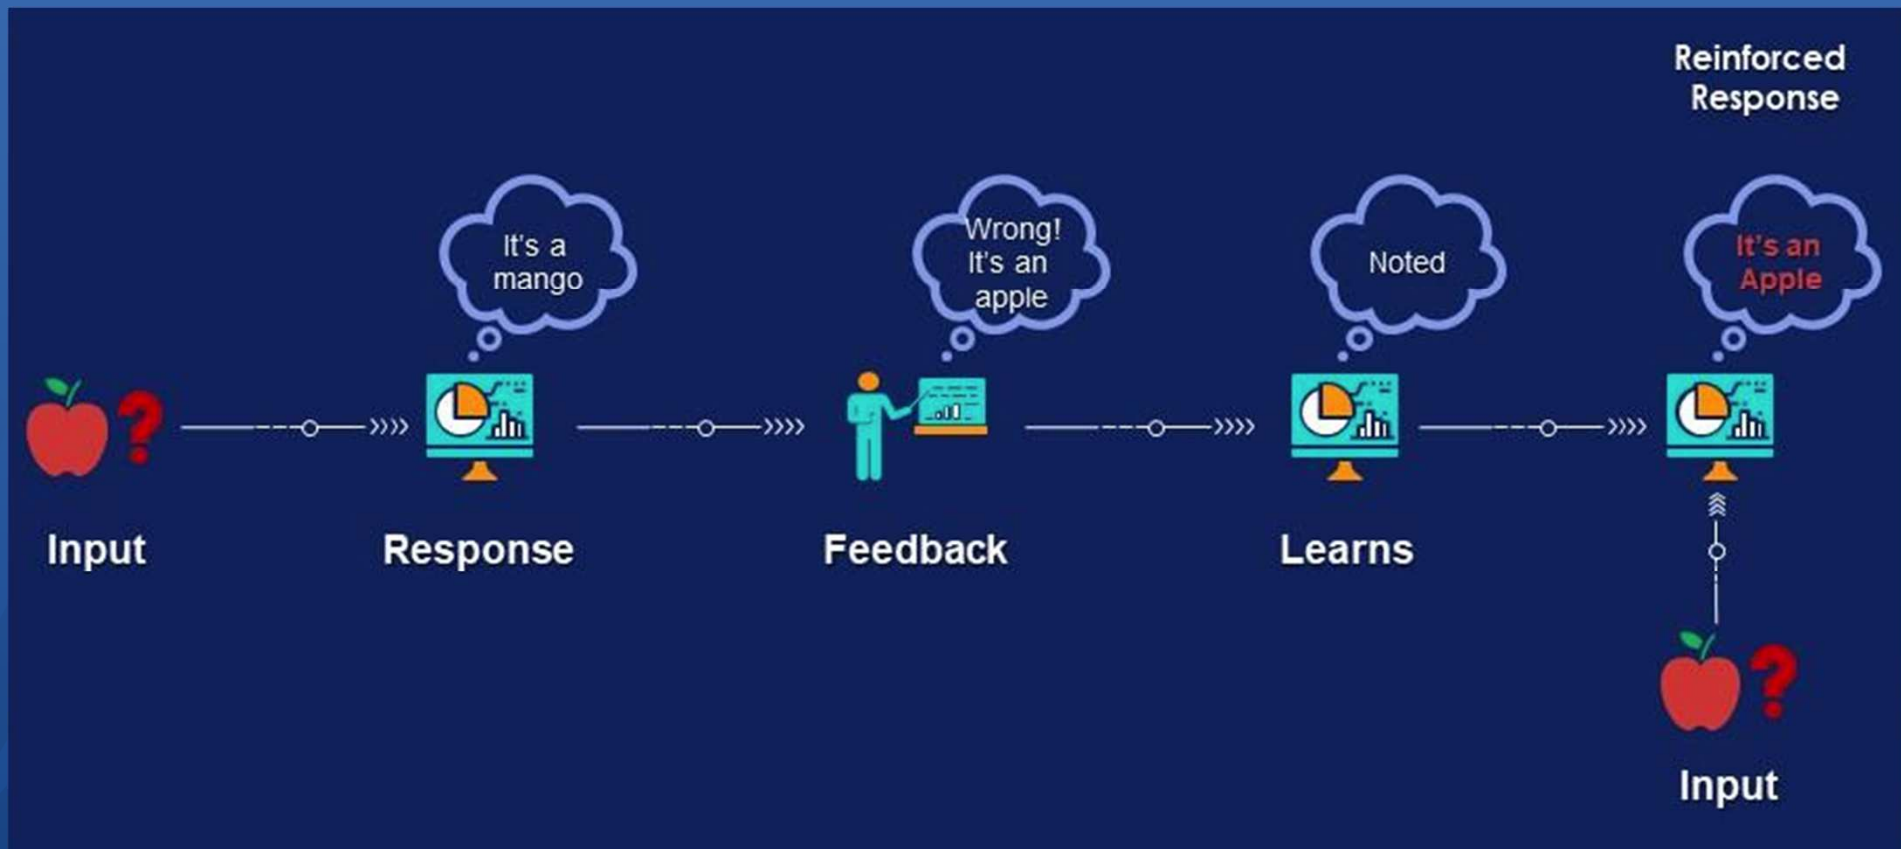 Reinforced
Response
It's a
mango
Wrong!
It's an
apple
Noted
It's an
Apple
?
Input
Response
Feedback
Learns
?
Input